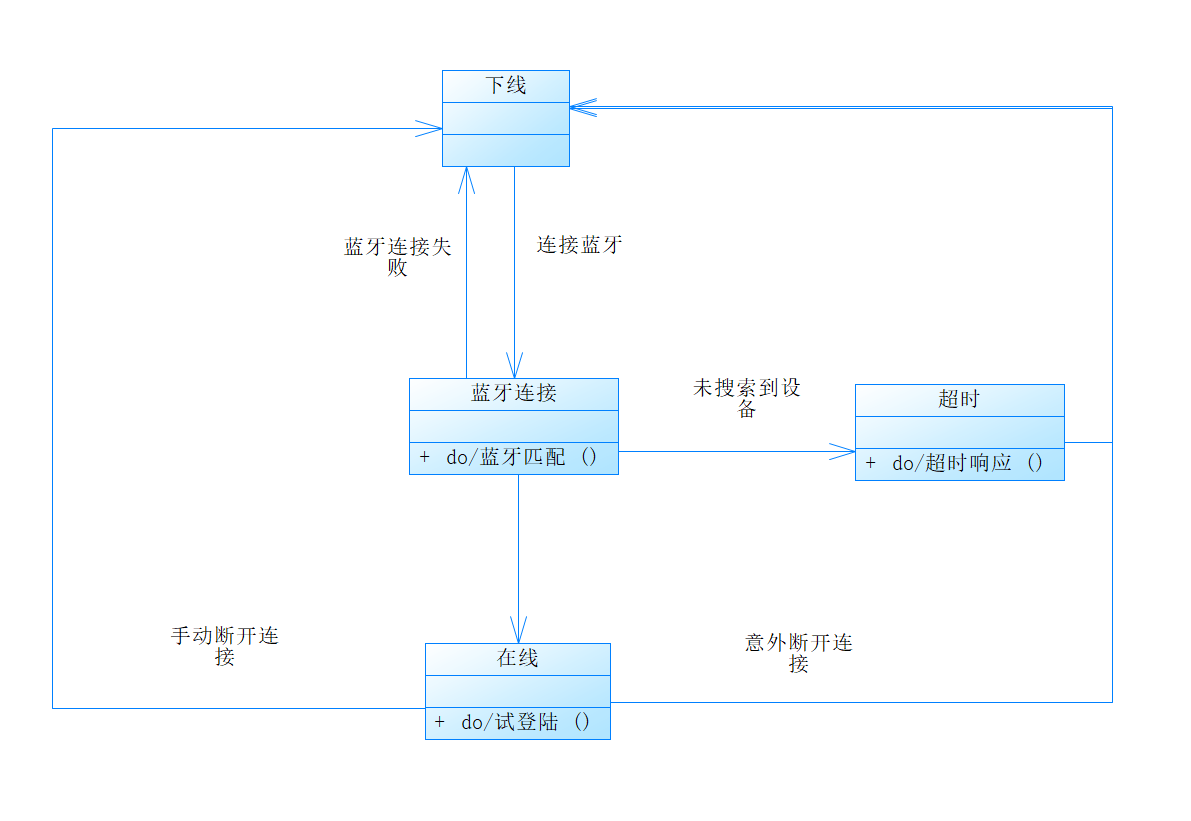 下线
蓝牙连接失
败
连接蓝牙
蓝牙连接
+ do/蓝牙匹配 ()
未搜索到设
备
超时
+ do/超时响应 ()
手动断开连
接
意外断开连
接
在线
+ do/试登陆 ()